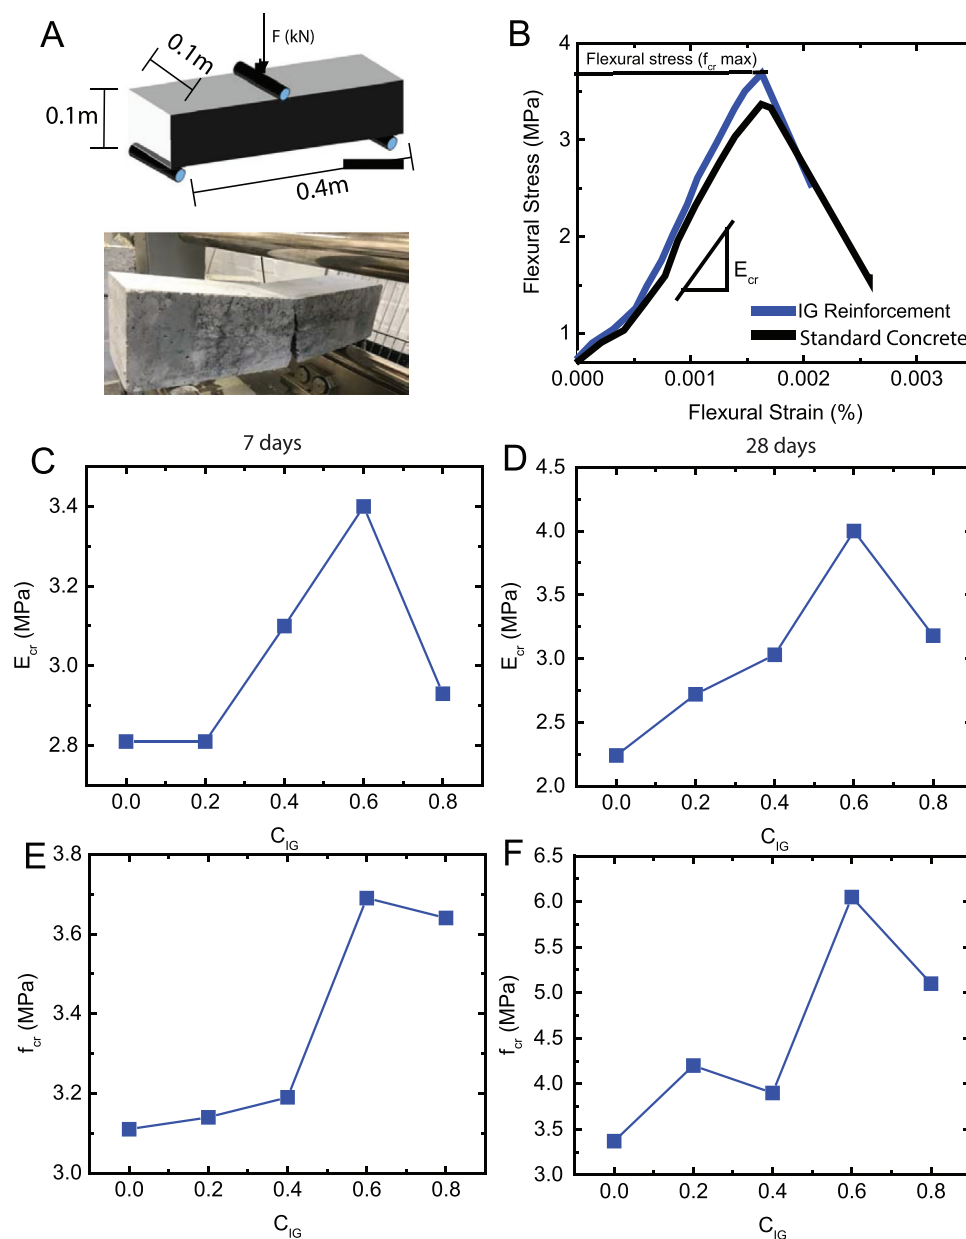 A
F (kN)
0.1m
0.1m
0.4m
B
Flexural stress (fcr max)
4
3
2
1
Flexural Stress (MPa)
Ecr
IG Reinforcement
Standard Concrete
0.000 0.001 0.002 0.003
Flexural Strain (%)
C
7 days
3.4
3.2
3.0
2.8
Ecr (MPa)
0.0 0.2 0.4 0.6 0.8
CIG
D
28 days
4.5
4.0
3.5
3.0
2.5
2.0
Ecr (MPa)
0.0 0.2 0.4 0.6 0.8
CIG
E
3.8
3.6
3.4
3.2
3.0
fcr (MPa)
0.0 0.2 0.4 0.6 0.8
CIG
F
6.5
6.0
5.5
5.0
4.5
4.0
3.5
3.0
fcr (MPa)
0.0 0.2 0.4 0.6 0.8
CIG